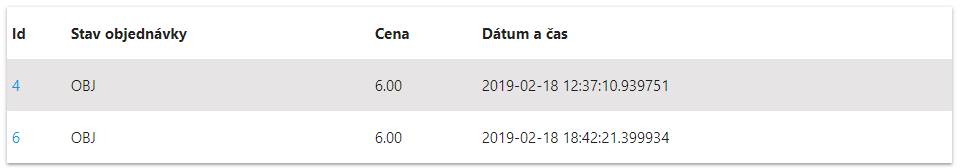 Id Stav objednávky Cena Dátum a čas
4 OBJ 6.00 2019-02-18 12:37:10.939751
6 OBJ 6.00 2019-02-18 18:42:21.399934